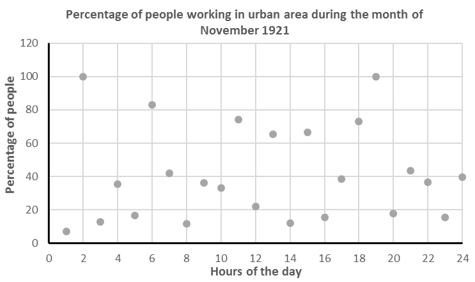 Percentage of people working in urban area during the month of
November 1921
120
100
80
60
40
20
0
Percentage of people
0 2 4 6 8 10 12 14 16 18 20 22 24
Hours of the day